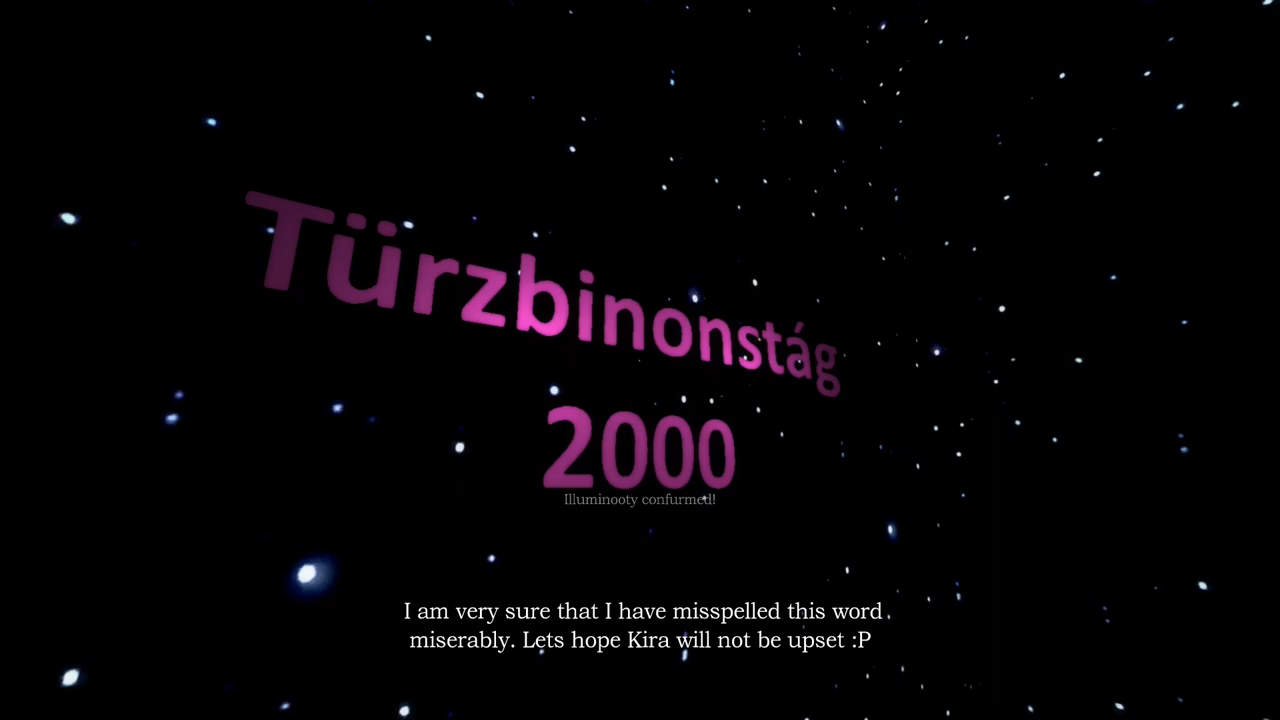 Türzbinonstág
2000
Illuminooty confurmed!
I am very sure that I have misspelled this word
miserably. Lets hope Kira will not be upset :P